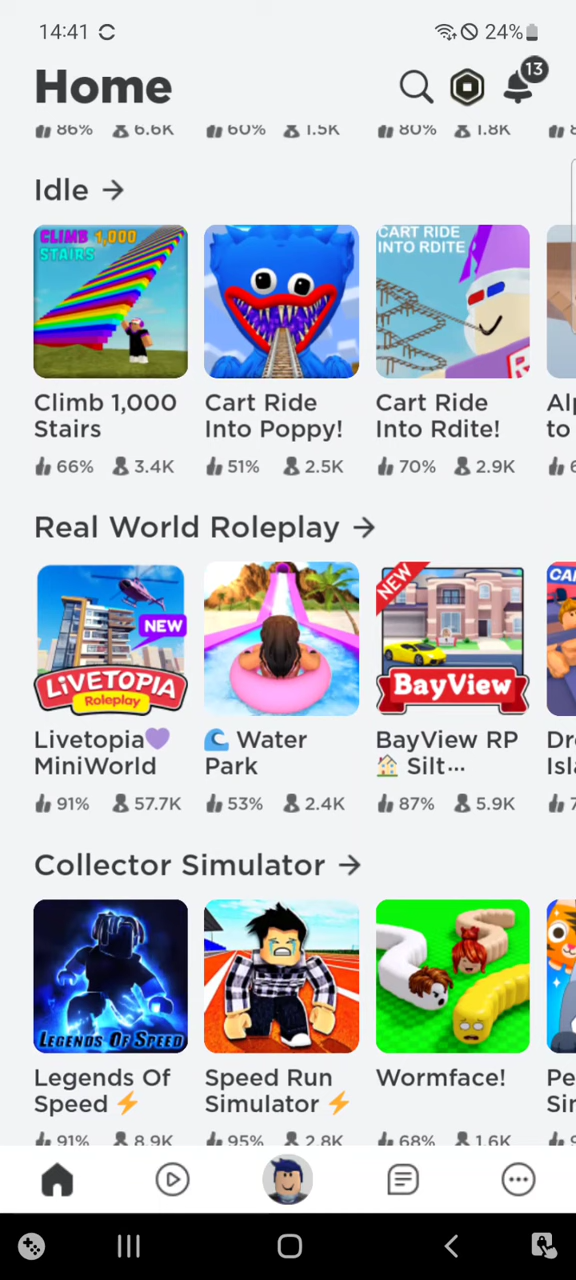 14:41
24%
Home
13
86% 6.6K 60% 1.5K 80% 1.8K
Idle →
CLIMB 1,000
STAIRS
CART RIDE
INTO RDITE
Climb 1,000
Stairs
Cart Ride
Into Poppy!
Cart Ride
Into Rdite!
66% 3.4K
51% 2.5K
70% 2.9K
Real World Roleplay →
NEW
LiVETOPIA
Roleplay
NEW
BayView
Livetopia💜
MiniWorld
🌊 Water
Park
BayView RP
🏠 Silt...
91% 57.7K
53% 2.4K
87% 5.9K
Collector Simulator →
LEGENDS OF SPEED
Legends Of
Speed ⚡
Speed Run
Simulator ⚡
Wormface!
91% 8.9K
95% 2.8K
68% 1.6K